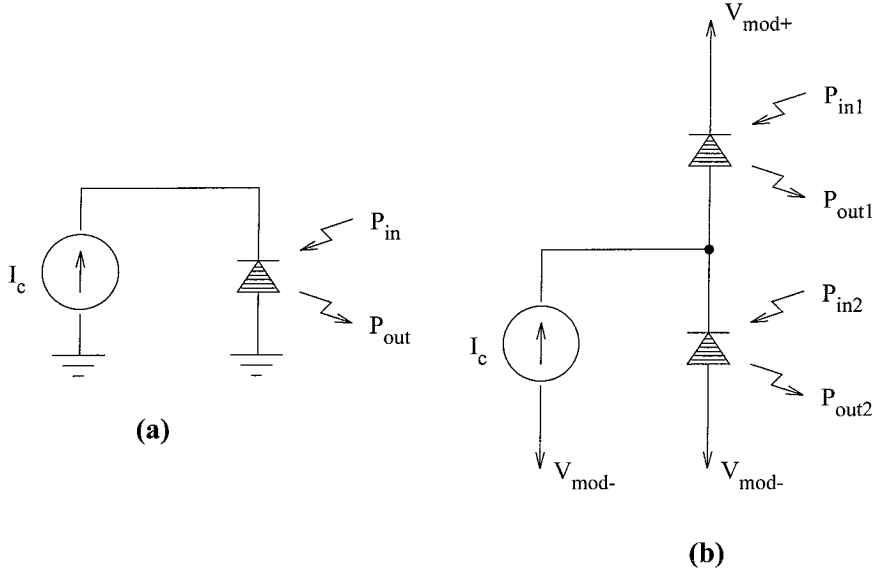 V_mod+
P_in1
P_out1
P_in
I_c
P_out
P_in2
I_c
P_out2
(a)
V_mod-
V_mod-
(b)